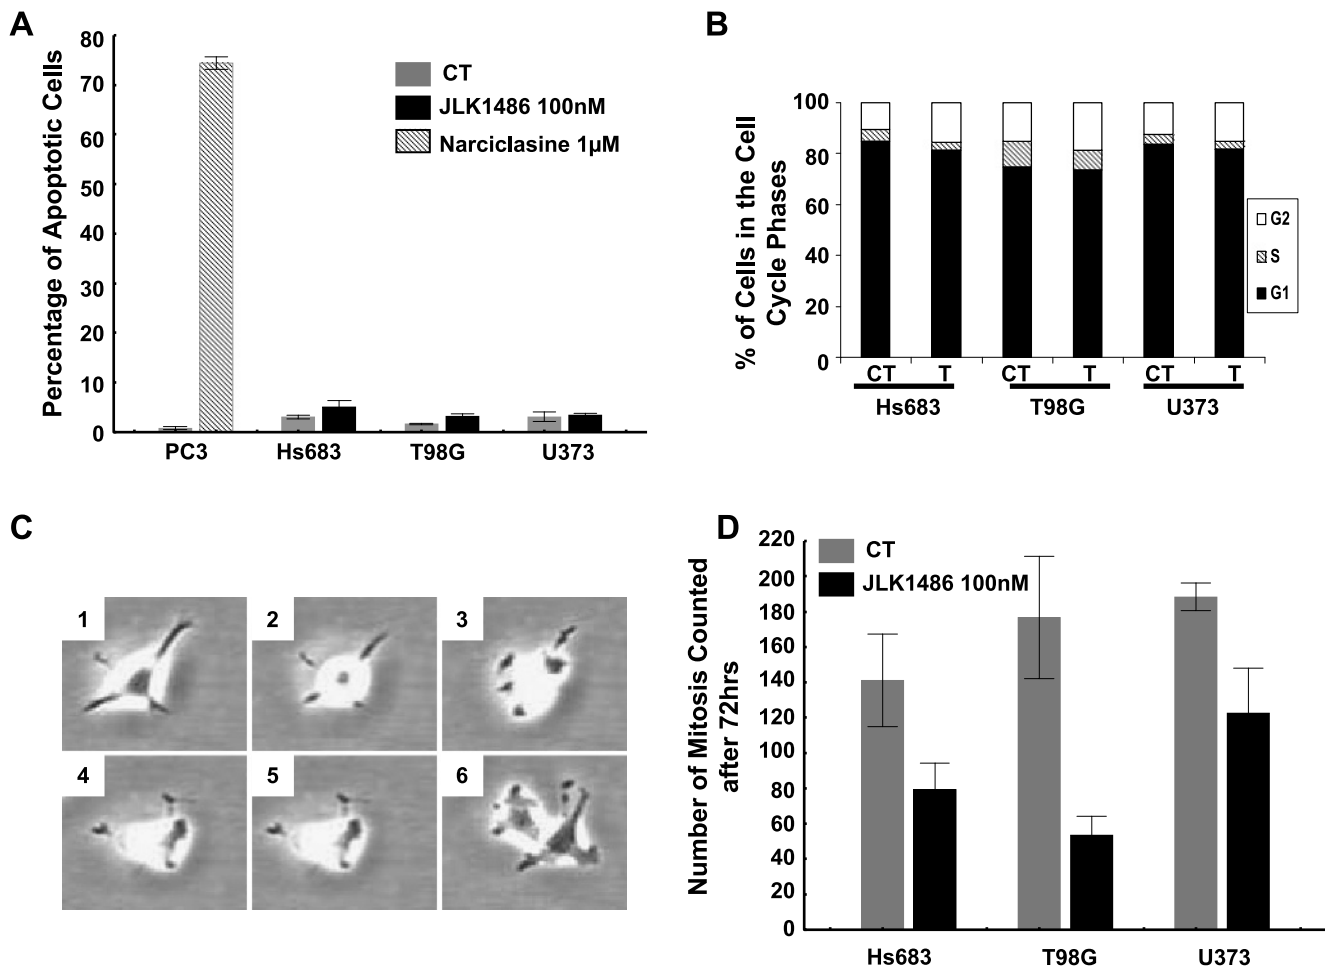 A
Percentage of Apoptotic Cells
80
70
60
50
40
30
20
10
0
CT
JLK1486 100nM
Narciclasine 1µM
PC3 Hs683 T98G U373
B
% of Cells in the Cell
Cycle Phases
100
80
60
40
20
0
G2
S
G1
CT T CT T CT T
Hs683 T98G U373
C
1 2 3
4 5 6
D
Number of Mitosis Counted
after 72hrs
220
200
180
160
140
120
100
80
60
40
20
0
CT
JLK1486 100nM
Hs683 T98G U373